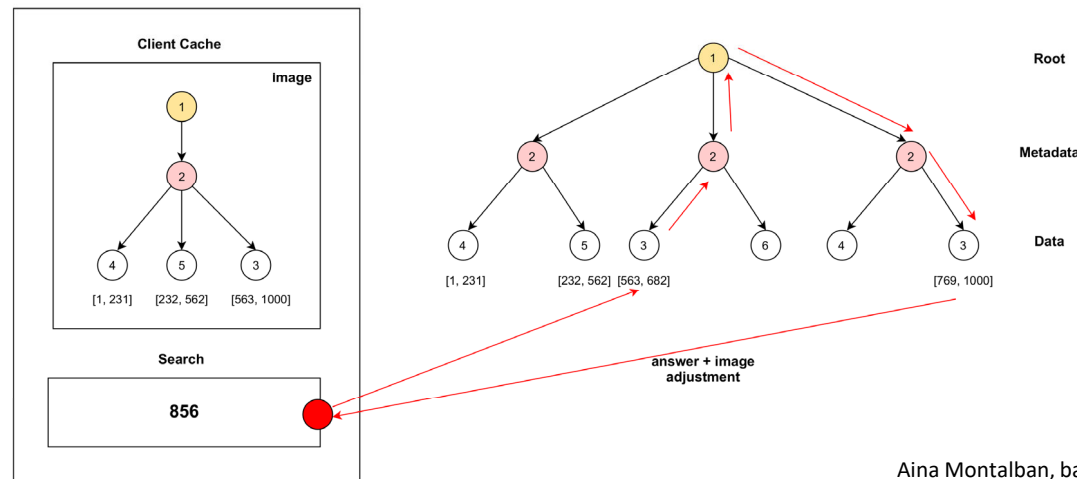 Client Cache
Image
1
2
4 5 3
[1, 231] [232, 562] [563, 1000]
Search
856
1
Root
2 2 2
Metadata
4 5 3 6 4 3
Data
[1, 231] [232, 562] [563, 682] [769, 1000]
answer + image
adjustment
Aina Montalban, ba